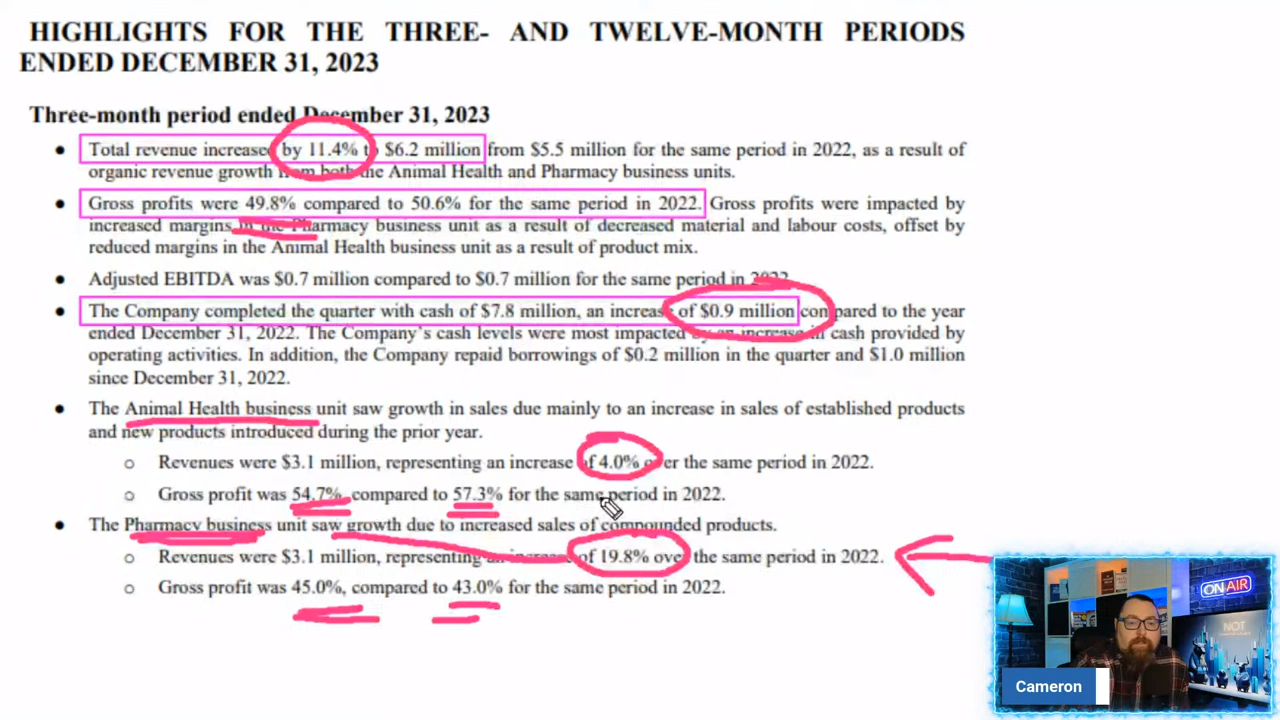 HIGHLIGHTS FOR THE THREE- AND TWELVE-MONTH PERIODS
ENDED DECEMBER 31, 2023
Three-month period ended December 31, 2023
● Total revenue increased by 11.4% to $6.2 million from $5.5 million for the same period in 2022, as a result of
organic revenue growth from both the Animal Health and Pharmacy business units.
● Gross profits were 49.8% compared to 50.6% for the same period in 2022. Gross profits were impacted by
increased margins in the Pharmacy business unit as a result of decreased material and labour costs, offset by
reduced margins in the Animal Health business unit as a result of product mix.
● Adjusted EBITDA was $0.7 million compared to $0.7 million for the same period in 2022.
● The Company completed the quarter with cash of $7.8 million, an increase of $0.9 million compared to the year
ended December 31, 2022. The Company's cash levels were most impacted by an increase in cash provided by
operating activities. In addition, the Company repaid borrowings of $0.2 million in the quarter and $1.0 million
since December 31, 2022.
● The Animal Health business unit saw growth in sales due mainly to an increase in sales of established products
and new products introduced during the prior year.
○ Revenues were $3.1 million, representing an increase of 4.0% over the same period in 2022.
○ Gross profit was 54.7%, compared to 57.3% for the same period in 2022.
● The Pharmacy business unit saw growth due to increased sales of compounded products.
○ Revenues were $3.1 million, representing an increase of 19.8% over the same period in 2022.
○ Gross profit was 45.0%, compared to 43.0% for the same period in 2022.
ON AIR
NOT
Cameron